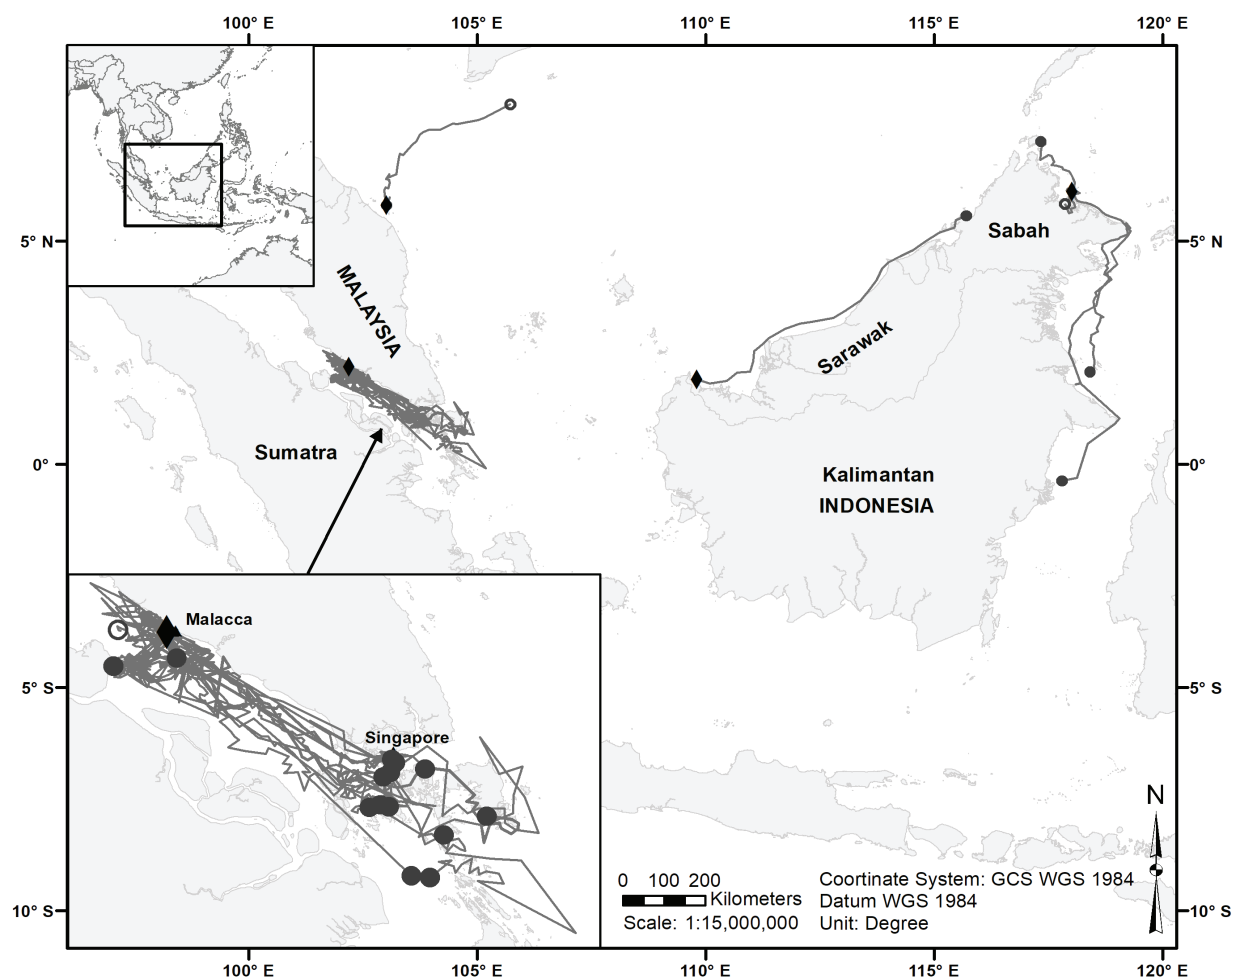 100° E
105° E
110° E
115° E
120° E
5° N
5° N
MALAYSIA
Sabah
Sarawak
Sumatra
0°
0°
Kalimantan
INDONESIA
Malacca
5° S
5° S
Singapore
N
0 100 200
Kilometers
Scale: 1:15,000,000
Coortinate System: GCS WGS 1984
Datum WGS 1984
Unit: Degree
10° S
10° S
100° E
105° E
110° E
115° E
120° E